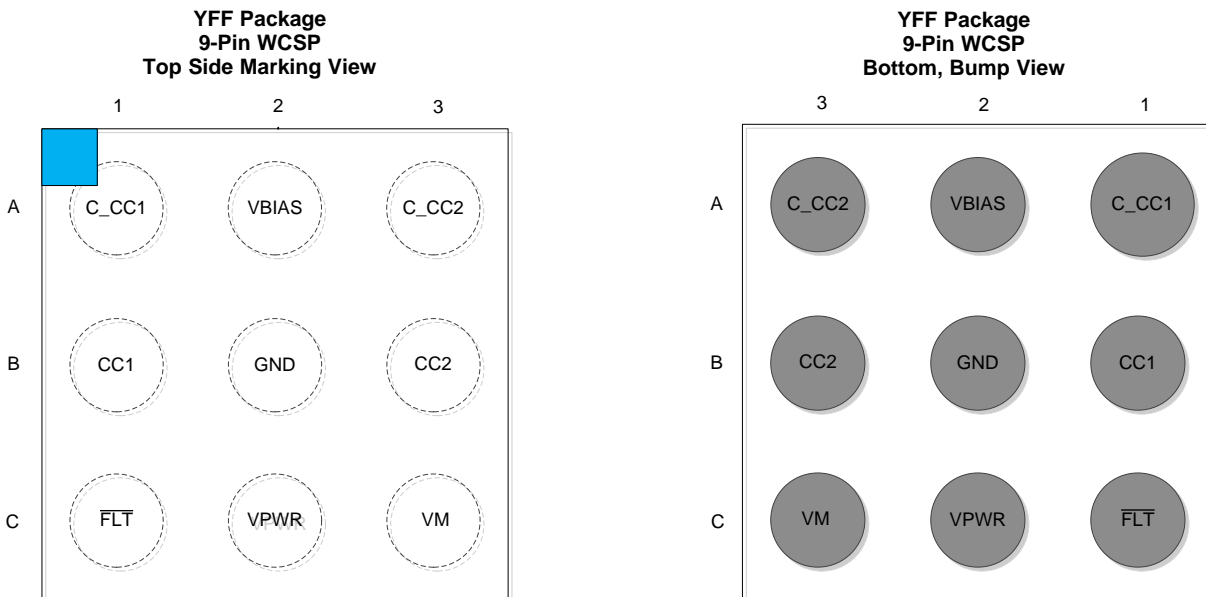 YFF Package
9-Pin WCSP
Top Side Marking View
1 2 3
A C_CC1 VBIAS C_CC2
B CC1 GND CC2
C FLT VPWR VM
VPWR
YFF Package
9-Pin WCSP
Bottom, Bump View
3 2 1
A C_CC2 VBIAS C_CC1
B CC2 GND CC1
C VM VPWR FLT